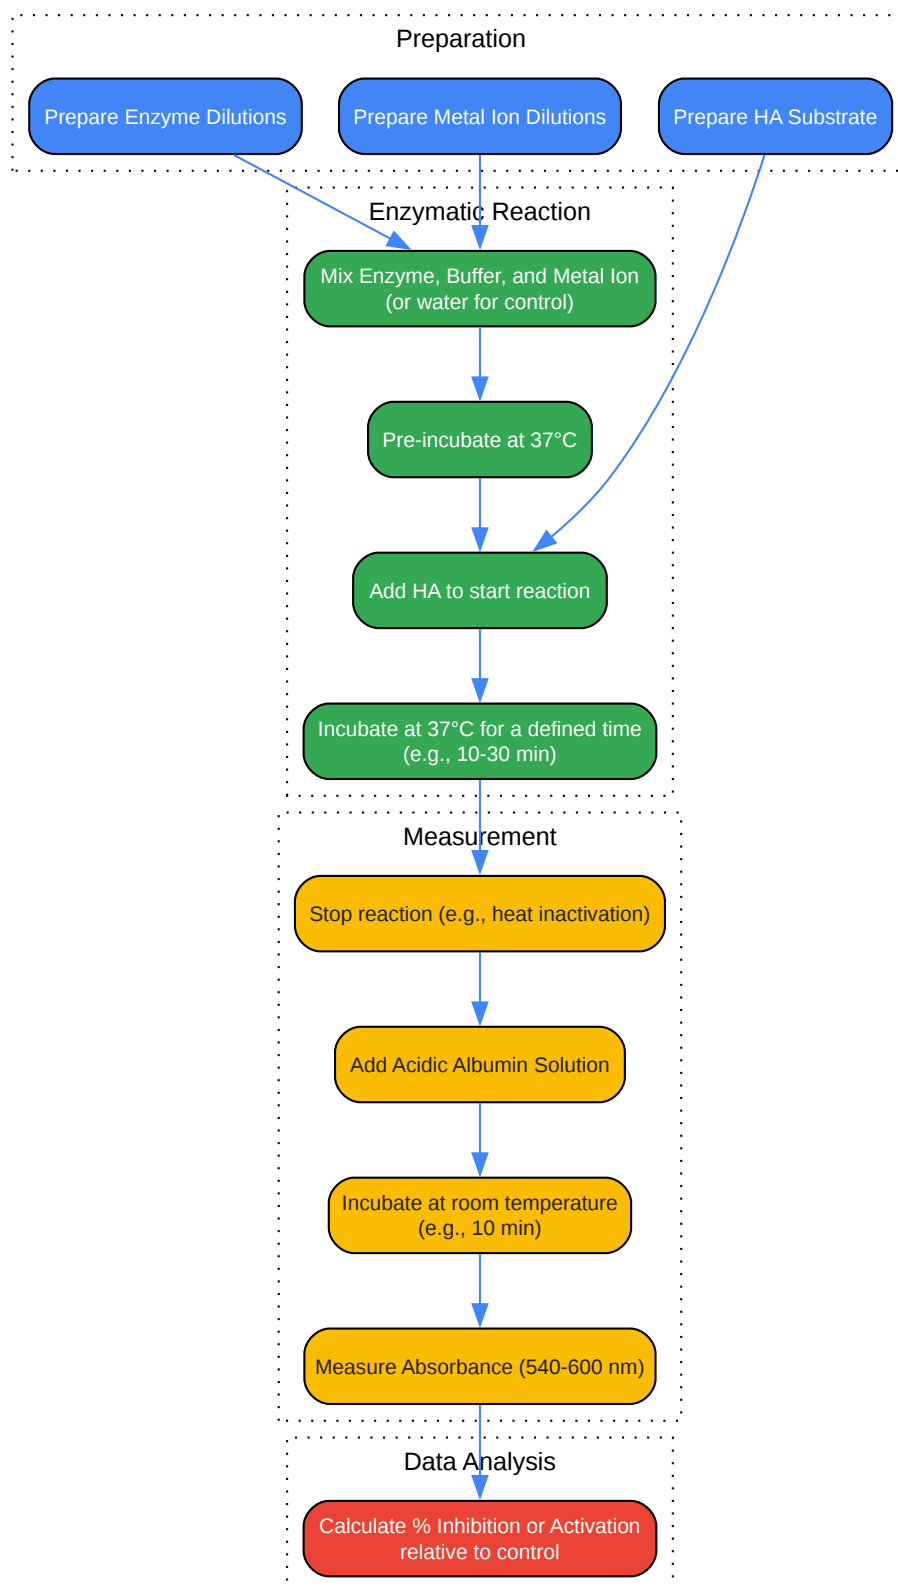 Preparation
Prepare Enzyme Dilutions
Prepare Metal Ion Dilutions
Prepare HA Substrate
Enzymatic Reaction
Mix Enzyme, Buffer, and Metal Ion
(or water for control)
Pre-incubate at 37°C
Add HA to start reaction
Incubate at 37°C for a defined time
(e.g., 10-30 min)
Measurement
Stop reaction (e.g., heat inactivation)
Add Acidic Albumin Solution
Incubate at room temperature
(e.g., 10 min)
Measure Absorbance (540-600 nm)
Data Analysis
Calculate % Inhibition or Activation
relative to control